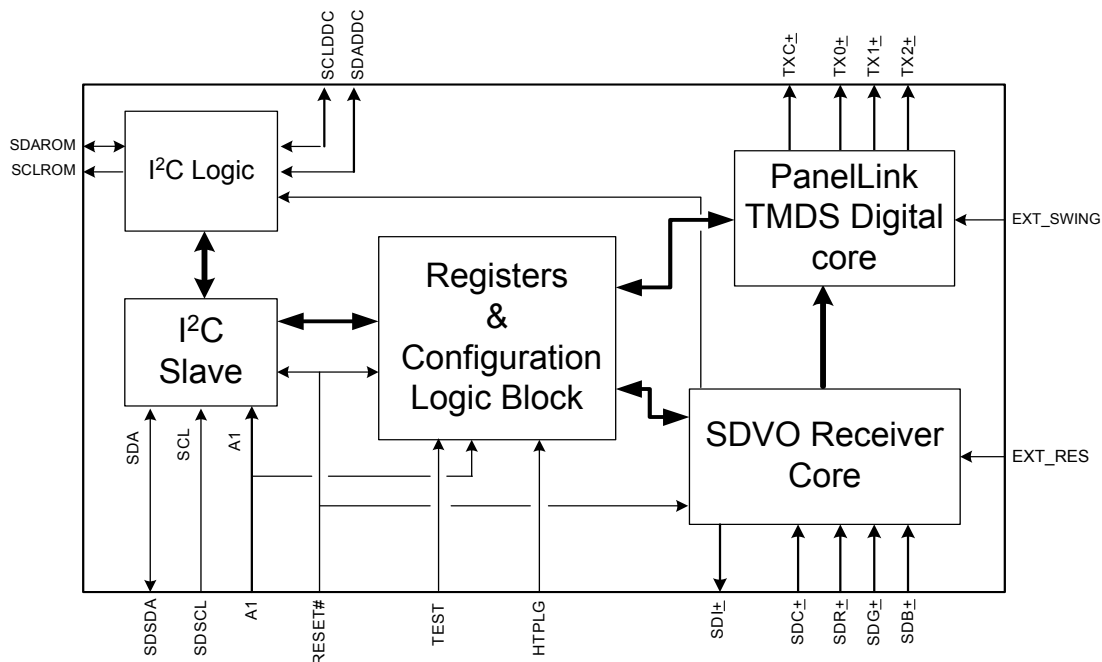 SCLDDC
SDADDC
TXC±
TX0±
TX1±
TX2±
SDAROM
SCLROM
I²C Logic
PanelLink
TMDS Digital
core
EXT_SWING
Registers
&
Configuration
Logic Block
I²C
Slave
SDVO Receiver
Core
EXT_RES
SDA
SCL
A1
SDSDA
SDSCL
A1
RESET#
TEST
HTPLG
SDI±
SDC±
SDR±
SDG±
SDB±